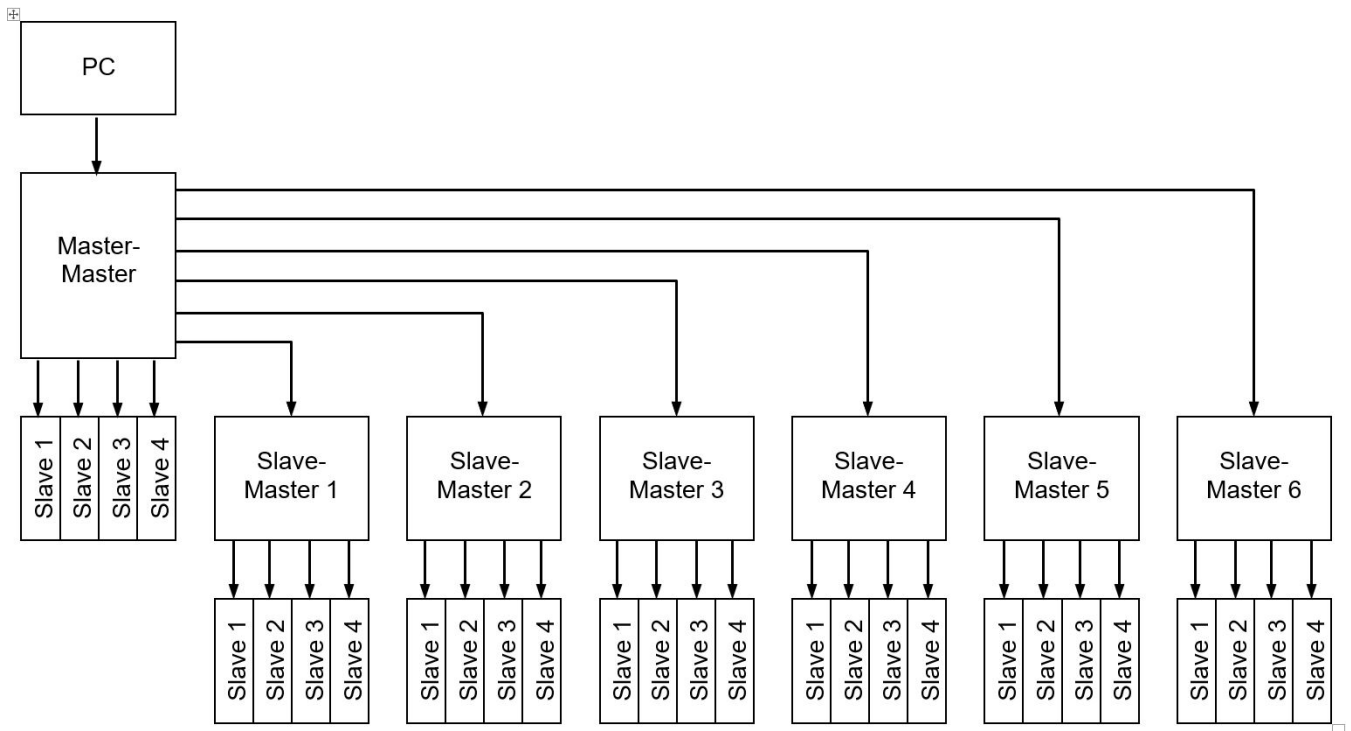 PC
Master-
Master
Slave 1
Slave 2
Slave 3
Slave 4
Slave-
Master 1
Slave-
Master 2
Slave-
Master 3
Slave-
Master 4
Slave-
Master 5
Slave-
Master 6
Slave 1
Slave 2
Slave 3
Slave 4
Slave 1
Slave 2
Slave 3
Slave 4
Slave 1
Slave 2
Slave 3
Slave 4
Slave 1
Slave 2
Slave 3
Slave 4
Slave 1
Slave 2
Slave 3
Slave 4
Slave 1
Slave 2
Slave 3
Slave 4